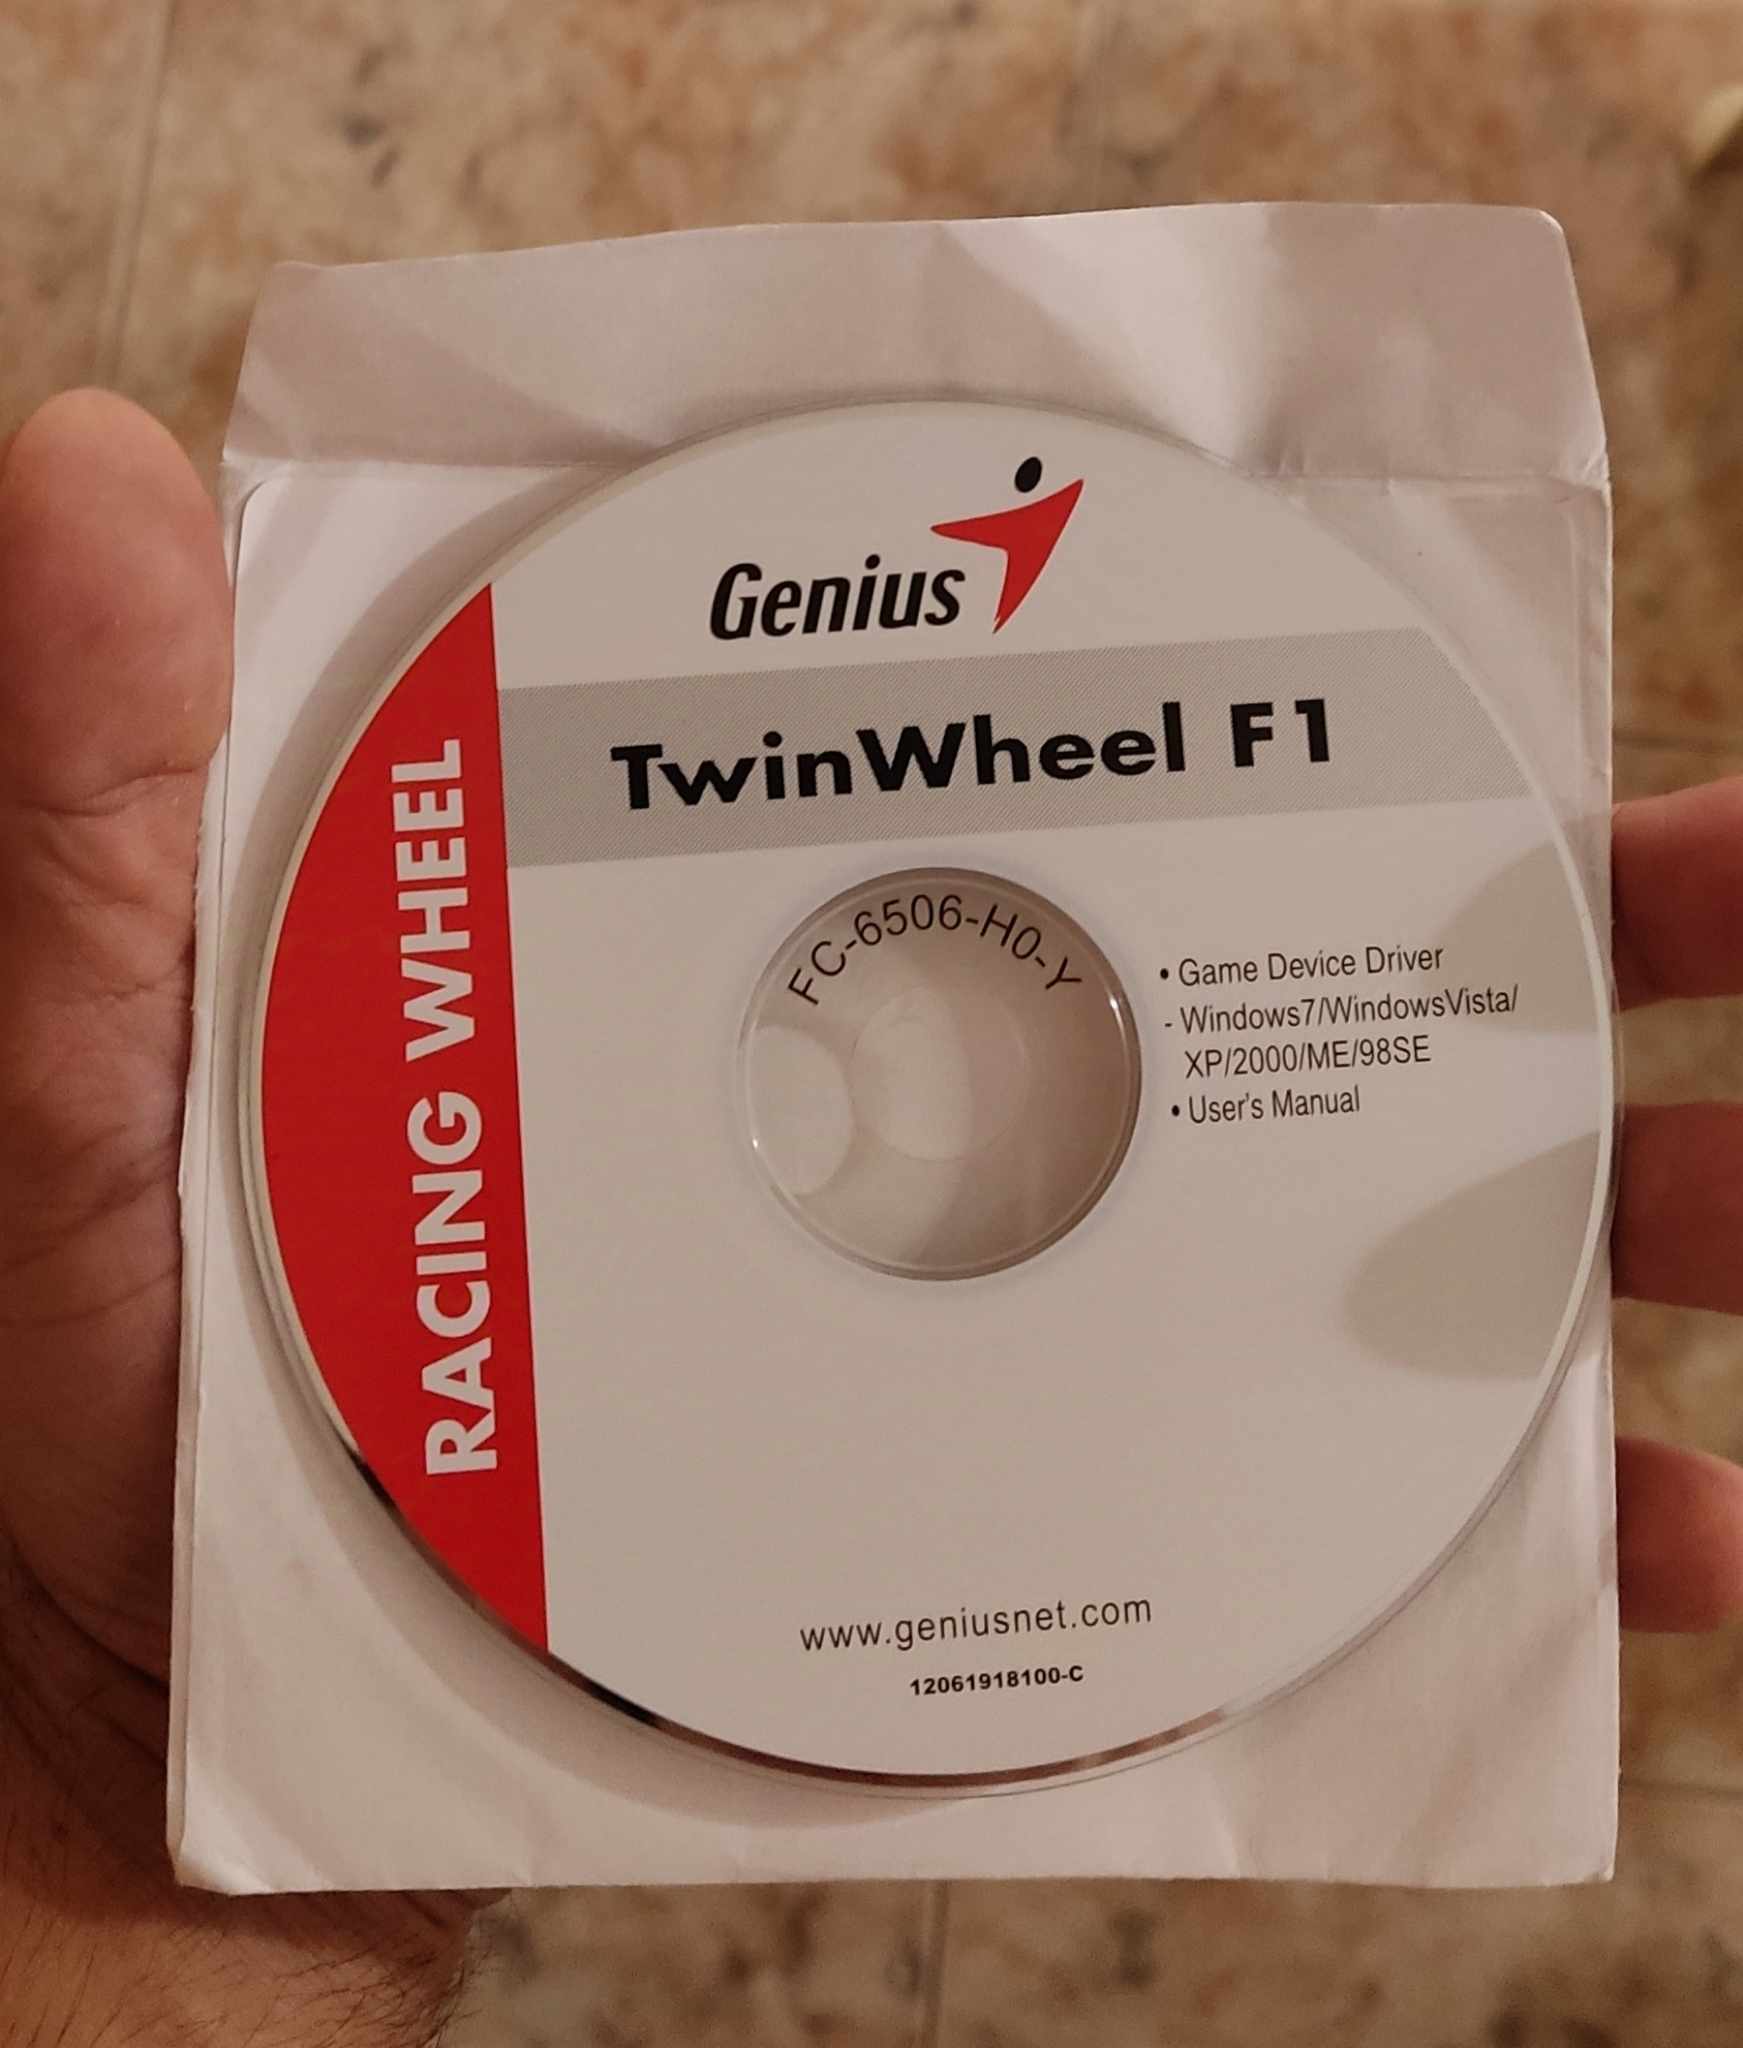 Genius
TwinWheel F1
RACING WHEEL
FC-6506-H0-Y
• Game Device Driver
- Windows7/WindowsVista/
XP/2000/ME/98SE
• User's Manual
www.geniusnet.com
12061918100-C